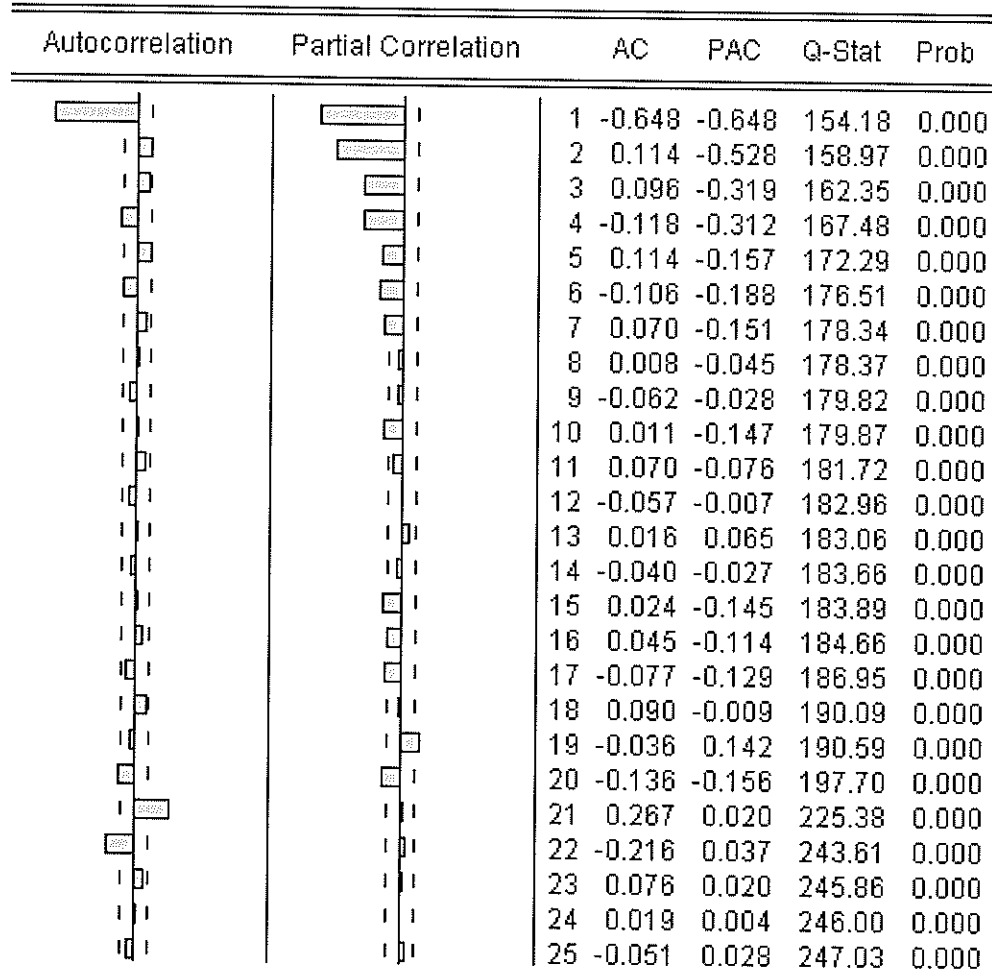 Autocorrelation Partial Correlation AC PAC Q-Stat Prob
1 -0.648 -0.648 154.18 0.000
2 0.114 -0.528 158.97 0.000
3 0.096 -0.319 162.35 0.000
4 -0.118 -0.312 167.48 0.000
5 0.114 -0.157 172.29 0.000
6 -0.106 -0.188 176.51 0.000
7 0.070 -0.151 178.34 0.000
8 0.008 -0.045 178.37 0.000
9 -0.062 -0.028 179.82 0.000
10 0.011 -0.147 179.87 0.000
11 0.070 -0.076 181.72 0.000
12 -0.057 -0.007 182.96 0.000
13 0.016 0.065 183.06 0.000
14 -0.040 -0.027 183.66 0.000
15 0.024 -0.145 183.89 0.000
16 0.045 -0.114 184.66 0.000
17 -0.077 -0.129 186.95 0.000
18 0.090 -0.009 190.09 0.000
19 -0.036 0.142 190.59 0.000
20 -0.136 -0.156 197.70 0.000
21 0.267 0.020 225.38 0.000
22 -0.216 0.037 243.61 0.000
23 0.076 0.020 245.86 0.000
24 0.019 0.004 246.00 0.000
25 -0.051 0.028 247.03 0.000